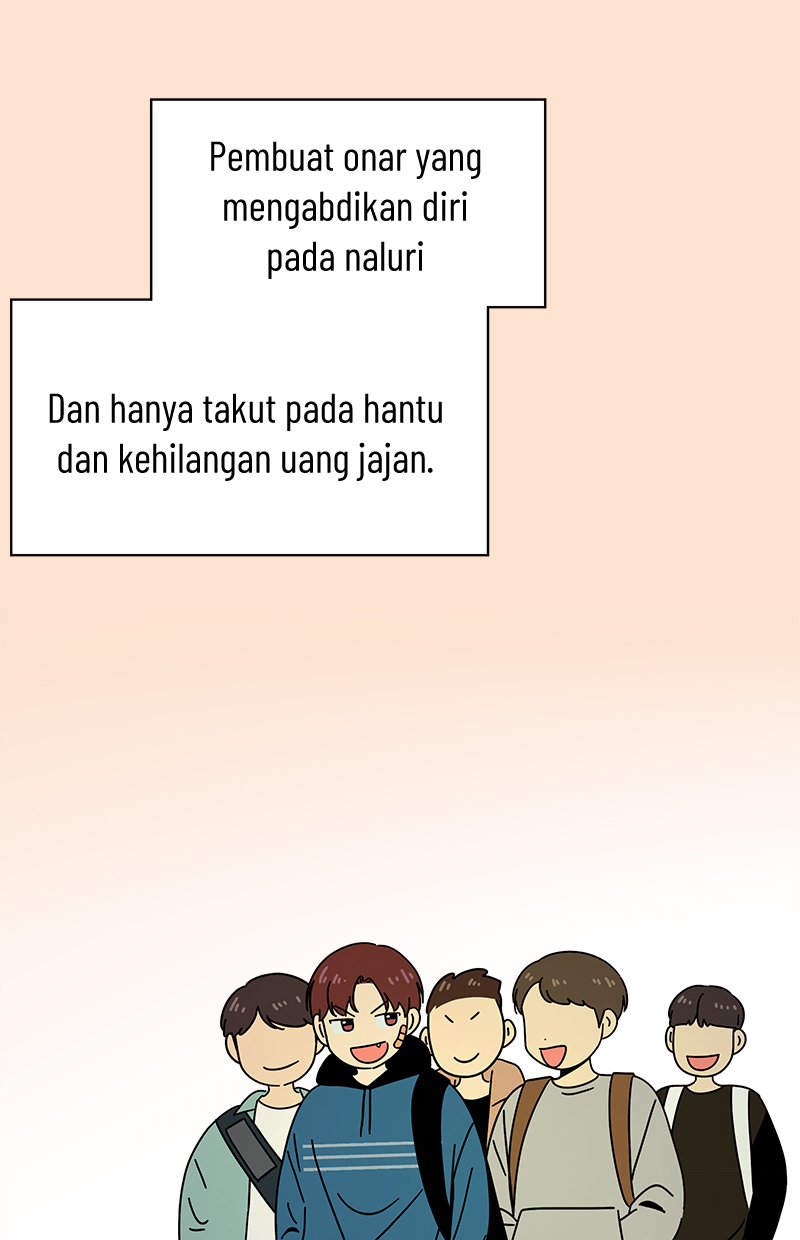 Pembuat onar yang
mengabdikan diri
pada naluri
Dan hanya takut pada hantu
dan kehilangan uang jajan.